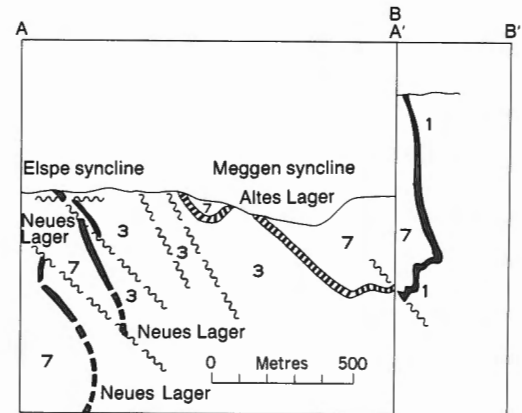 A
B
A'
B'
1
Elspe syncline
Meggen syncline
7
Altes Lager
Neues
Lager
3
3
7
7
7
3
3
1
Neues Lager
0 Metres 500
7
Neues Lager